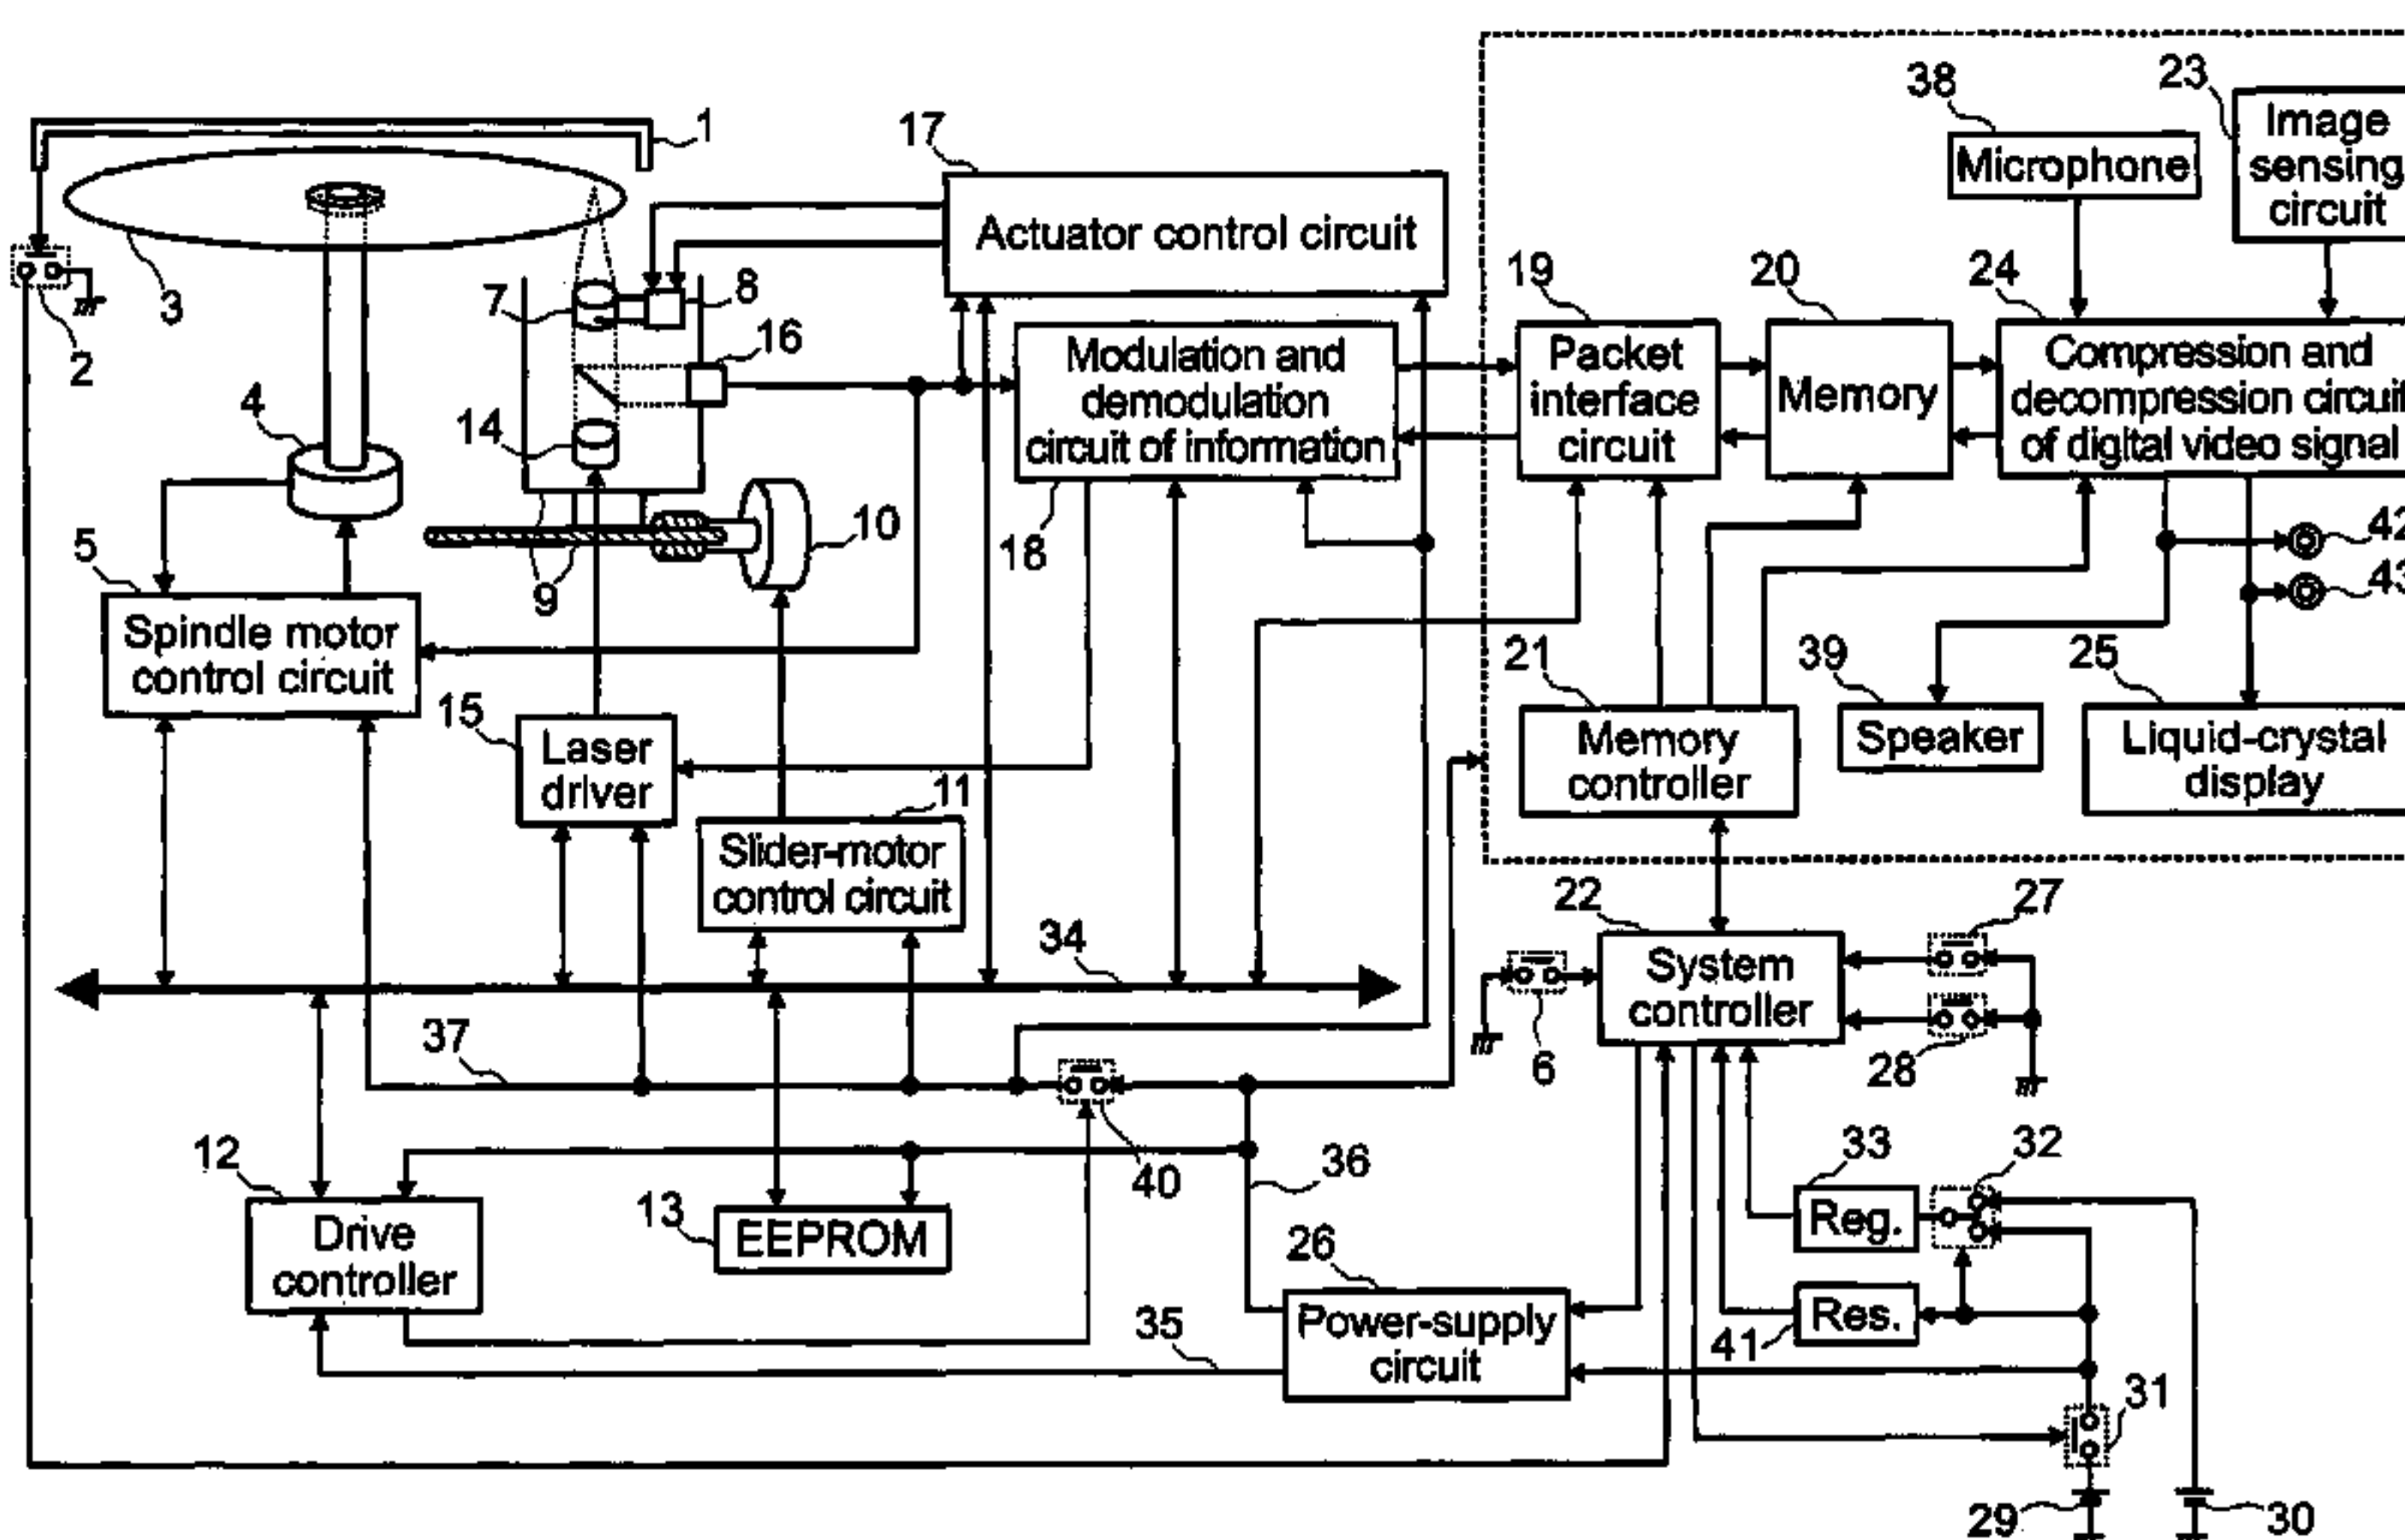 1
17
38
23
Microphone
Image
sensing
circuit
Actuator control circuit
3
2
7
8
16
19
20
24
Modulation and
demodulation
circuit of information
Packet
interface
circuit
Memory
Compression and
decompression circuit
of digital video signal
4
14
10
18
42
43
5
9
Spindle motor
control circuit
21
39
25
15
Laser
driver
Memory
controller
Speaker
Liquid-crystal
display
11
Slider-motor
control circuit
22
27
34
System
controller
37
6
28
12
40
36
33
32
13
EEPROM
Reg.
Drive
controller
26
Power-supply
circuit
Res.
35
41
31
29
30